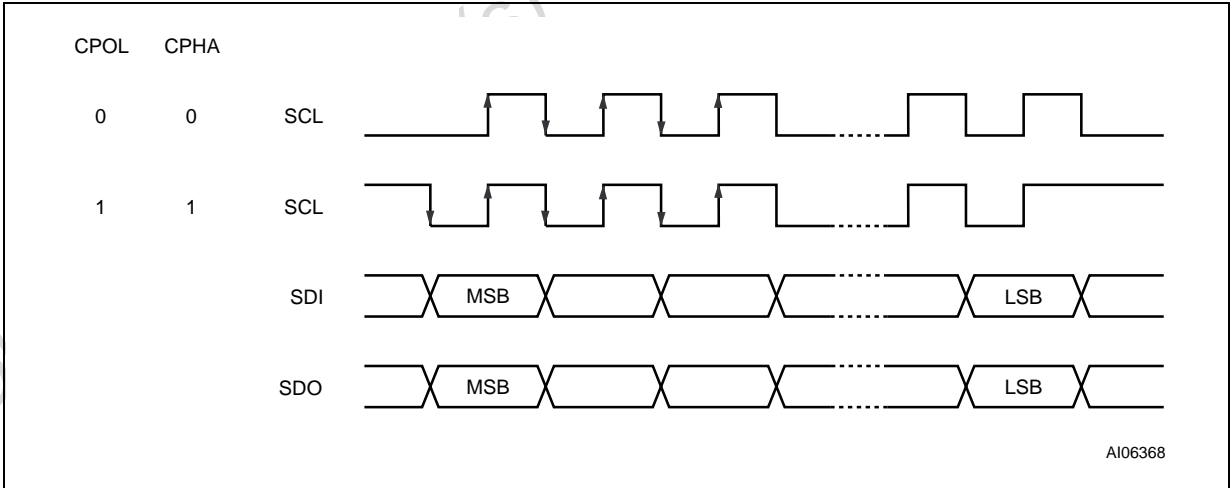 CPOL CPHA
0 0 SCL
1 1 SCL
SDI MSB LSB
SDO MSB LSB
AI06368